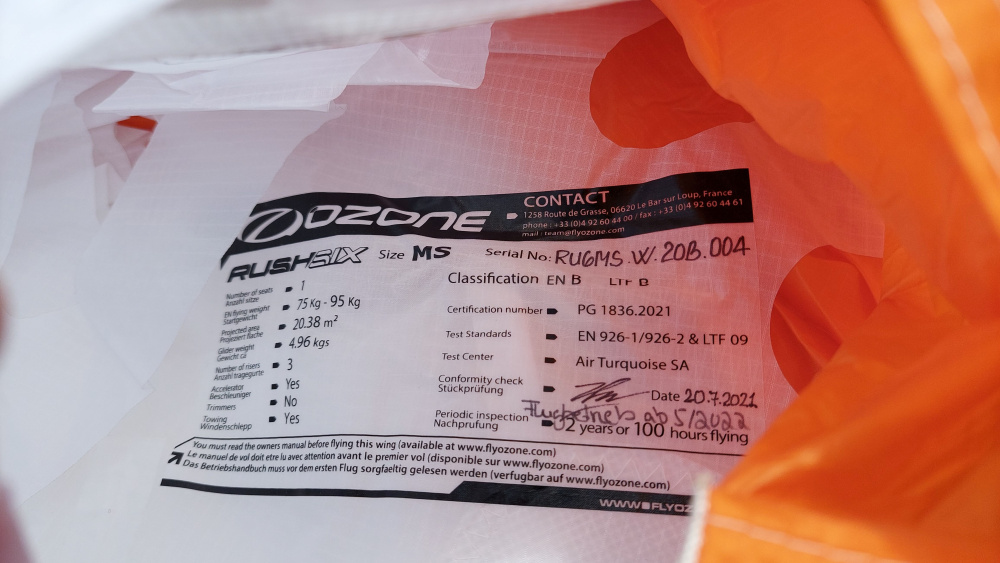 OZONE
CONTACT
1258 Route de Grasse, 06620 Le Bar sur Loup, France
phone : +33 (0)4 92 60 44 00 / fax : +33 (0)4 92 60 44 61
mail : team@flyozone.com
RUSHSIX Size MS Serial No: RU6MS.W.20B.004
Classification EN B LTF B
Number of seats
Anzahl sitze 1
EN flying weight
Startgewicht 75 Kg - 95 Kg
Projected area
Projeziert flache 20.38 m²
Glider weight
Gewicht ca 4.96 kgs
Number of risers
Anzahl tragegurte 3
Accelerator
Beschleuniger Yes
Trimmers No
Towing
Windenschlepp Yes
Certification number PG 1836.2021
Test Standards EN 926-1/926-2 & LTF 09
Test Center Air Turquoise SA
Conformity check
Stückprüfung Date 20.7.2021
Flugbetrieb ab 5/2022
Periodic inspection
Nachprufung 2 years or 100 hours flying
You must read the owners manual before flying this wing (available at www.flyozone.com)
Le manuel de vol doit etre lu avec attention avant le premier vol (disponible sur www.flyozone.com)
Das Betriebshandbuch muss vor dem ersten Flug sorgfaeltig gelesen werden (verfugbar auf www.flyozone.com)
WWW.FLYOZ